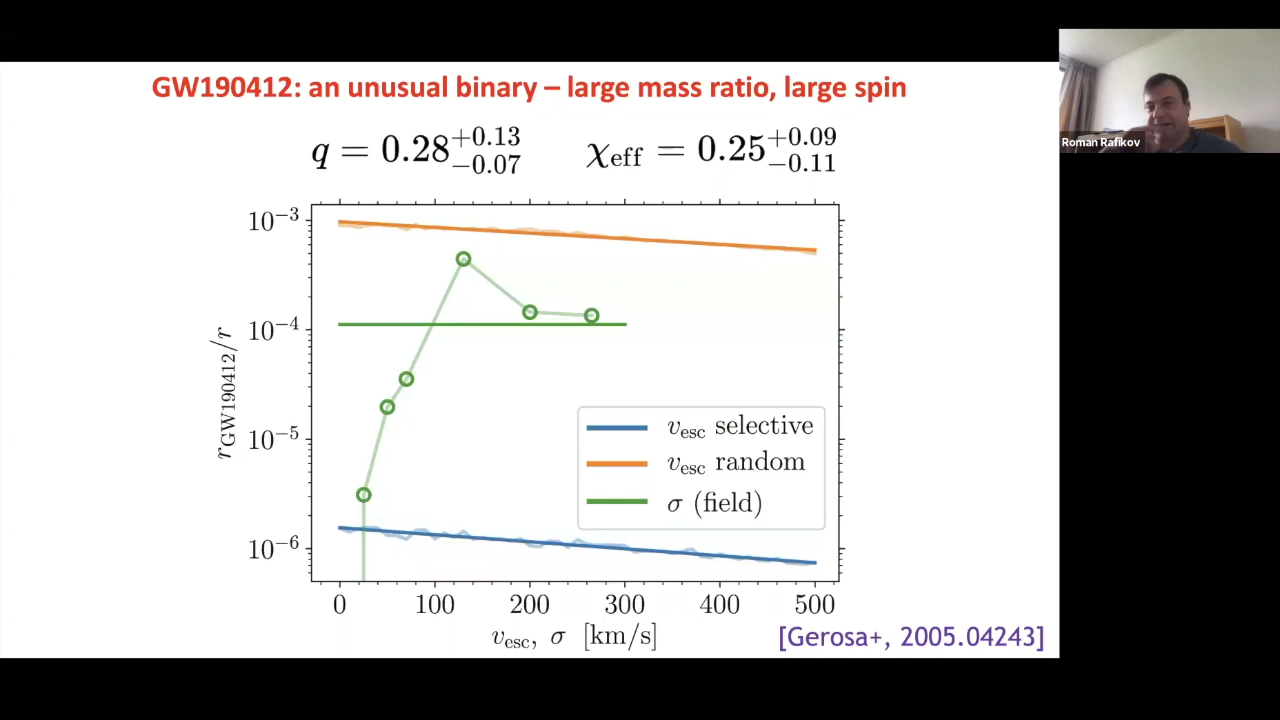 GW190412: an unusual binary – large mass ratio, large spin
q = 0.28^{+0.13}_{-0.07} χ_eff = 0.25^{+0.09}_{-0.11}
Roman Rafikov
10^{-3}
10^{-4}
10^{-5}
10^{-6}
r_GW190412/r
v_esc selective
v_esc random
σ (field)
0 100 200 300 400 500
v_esc, σ [km/s]
[Gerosa+, 2005.04243]